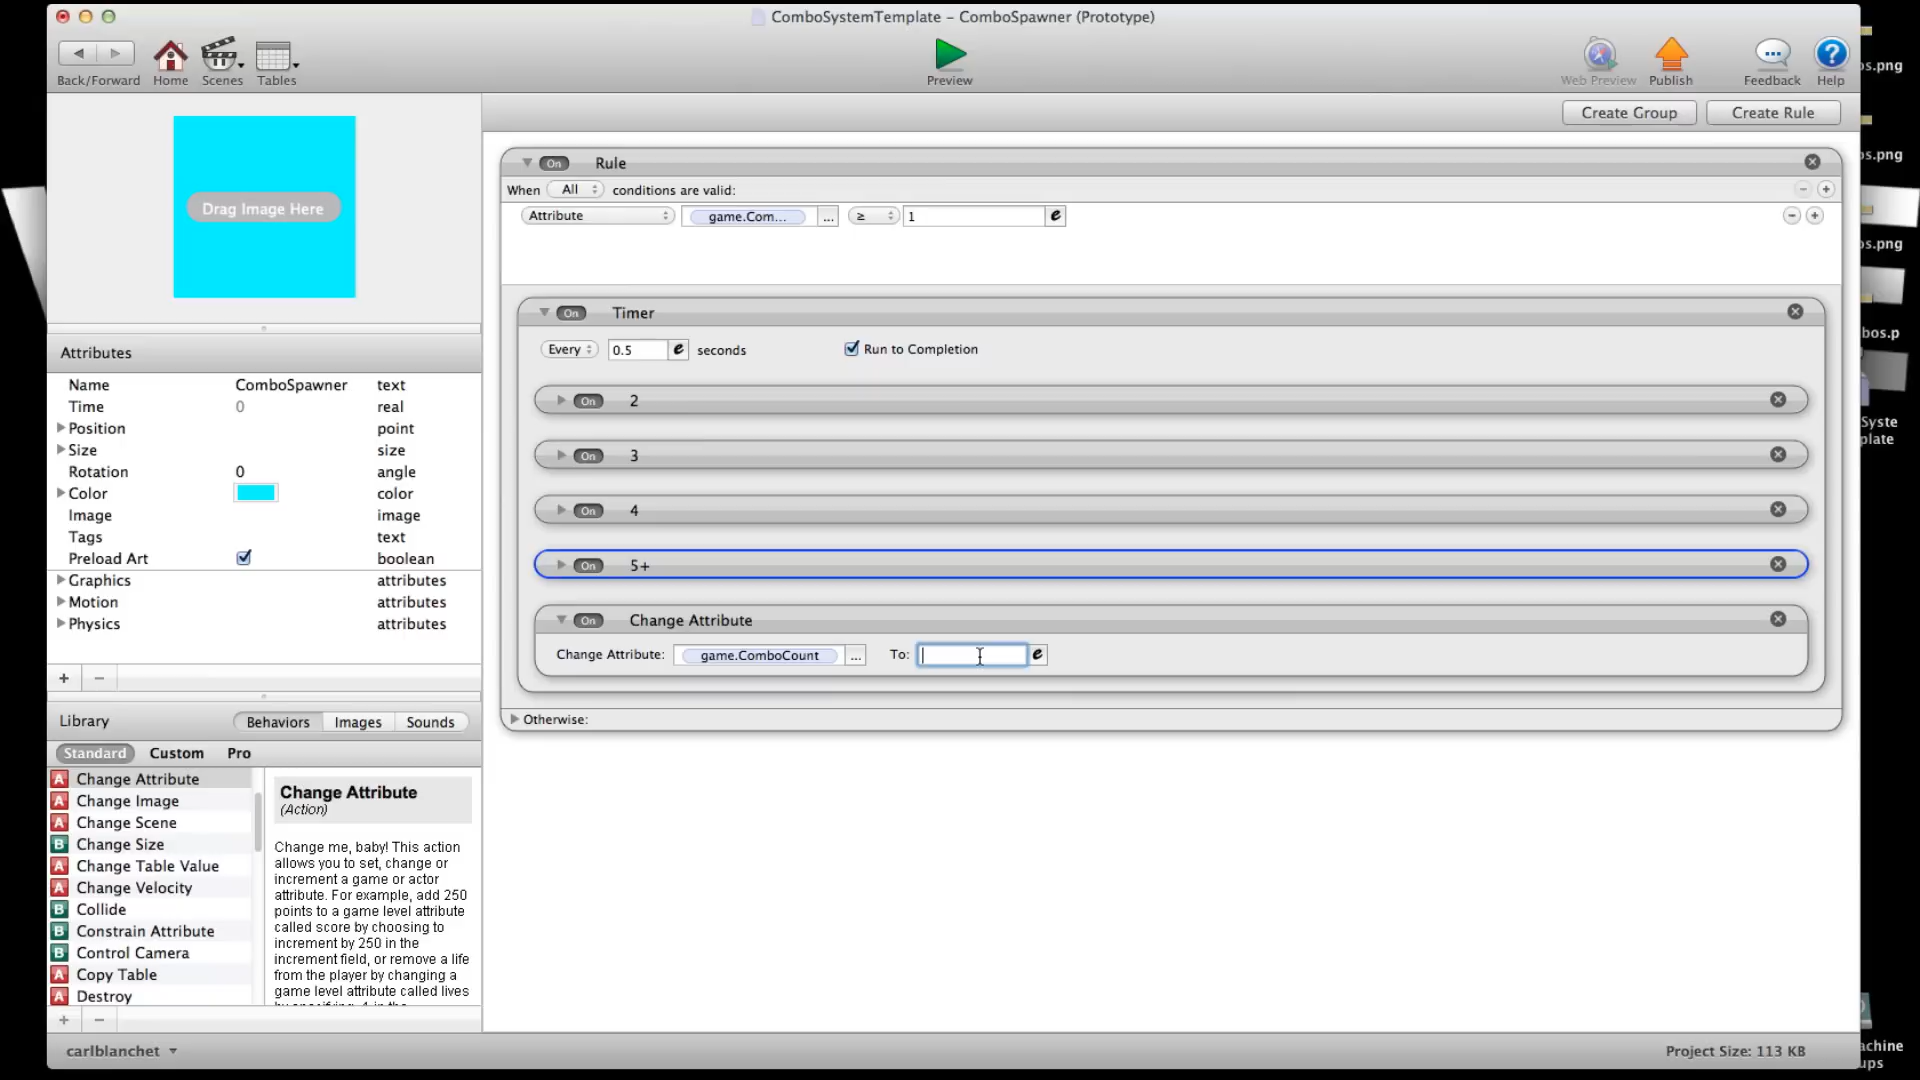 ComboSystemTemplate – ComboSpawner (Prototype)
Back/Forward Home Scenes Tables Preview Web Preview Publish Feedback Help
Create Group Create Rule
Drag Image Here
On Rule
When All conditions are valid:
Attribute game.Com... ... ≥ 1 e
On Timer
Every 0.5 e seconds Run to Completion
On 2
On 3
On 4
On 5+
On Change Attribute
Change Attribute: game.ComboCount ... To: e
Otherwise:
Attributes
Name ComboSpawner text
Time 0 real
Position point
Size size
Rotation 0 angle
Color color
Image image
Tags text
Preload Art boolean
Graphics attributes
Motion attributes
Physics attributes
Library Behaviors Images Sounds
Standard Custom Pro
A Change Attribute
A Change Image
A Change Scene
B Change Size
A Change Table Value
A Change Velocity
B Collide
B Constrain Attribute
B Control Camera
A Copy Table
A Destroy
Change Attribute
(Action)
Change me, baby! This action
allows you to set, change or
increment a game or actor
attribute. For example, add 250
points to a game level attribute
called score by choosing to
increment by 250 in the
increment field, or remove a life
from the player by changing a
game level attribute called lives
carlblanchet
Project Size: 113 KB
os.png
os.png
os.png
bos.p
Syste
plate
achine
ups